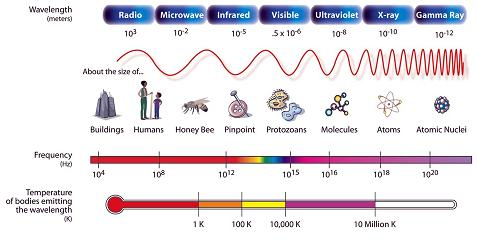 Wavelength
(meters)
Radio Microwave Infrared Visible Ultraviolet X-ray Gamma Ray
10³ 10⁻² 10⁻⁵ .5 x 10⁻⁶ 10⁻⁸ 10⁻¹⁰ 10⁻¹²
About the size of...
Buildings Humans Honey Bee Pinpoint Protozoans Molecules Atoms Atomic Nuclei
Frequency
(Hz)
10⁴ 10⁸ 10¹² 10¹⁵ 10¹⁶ 10¹⁸ 10²⁰
Temperature
of bodies emitting
the wavelength
(K)
1 K 100 K 10,000 K 10 Million K